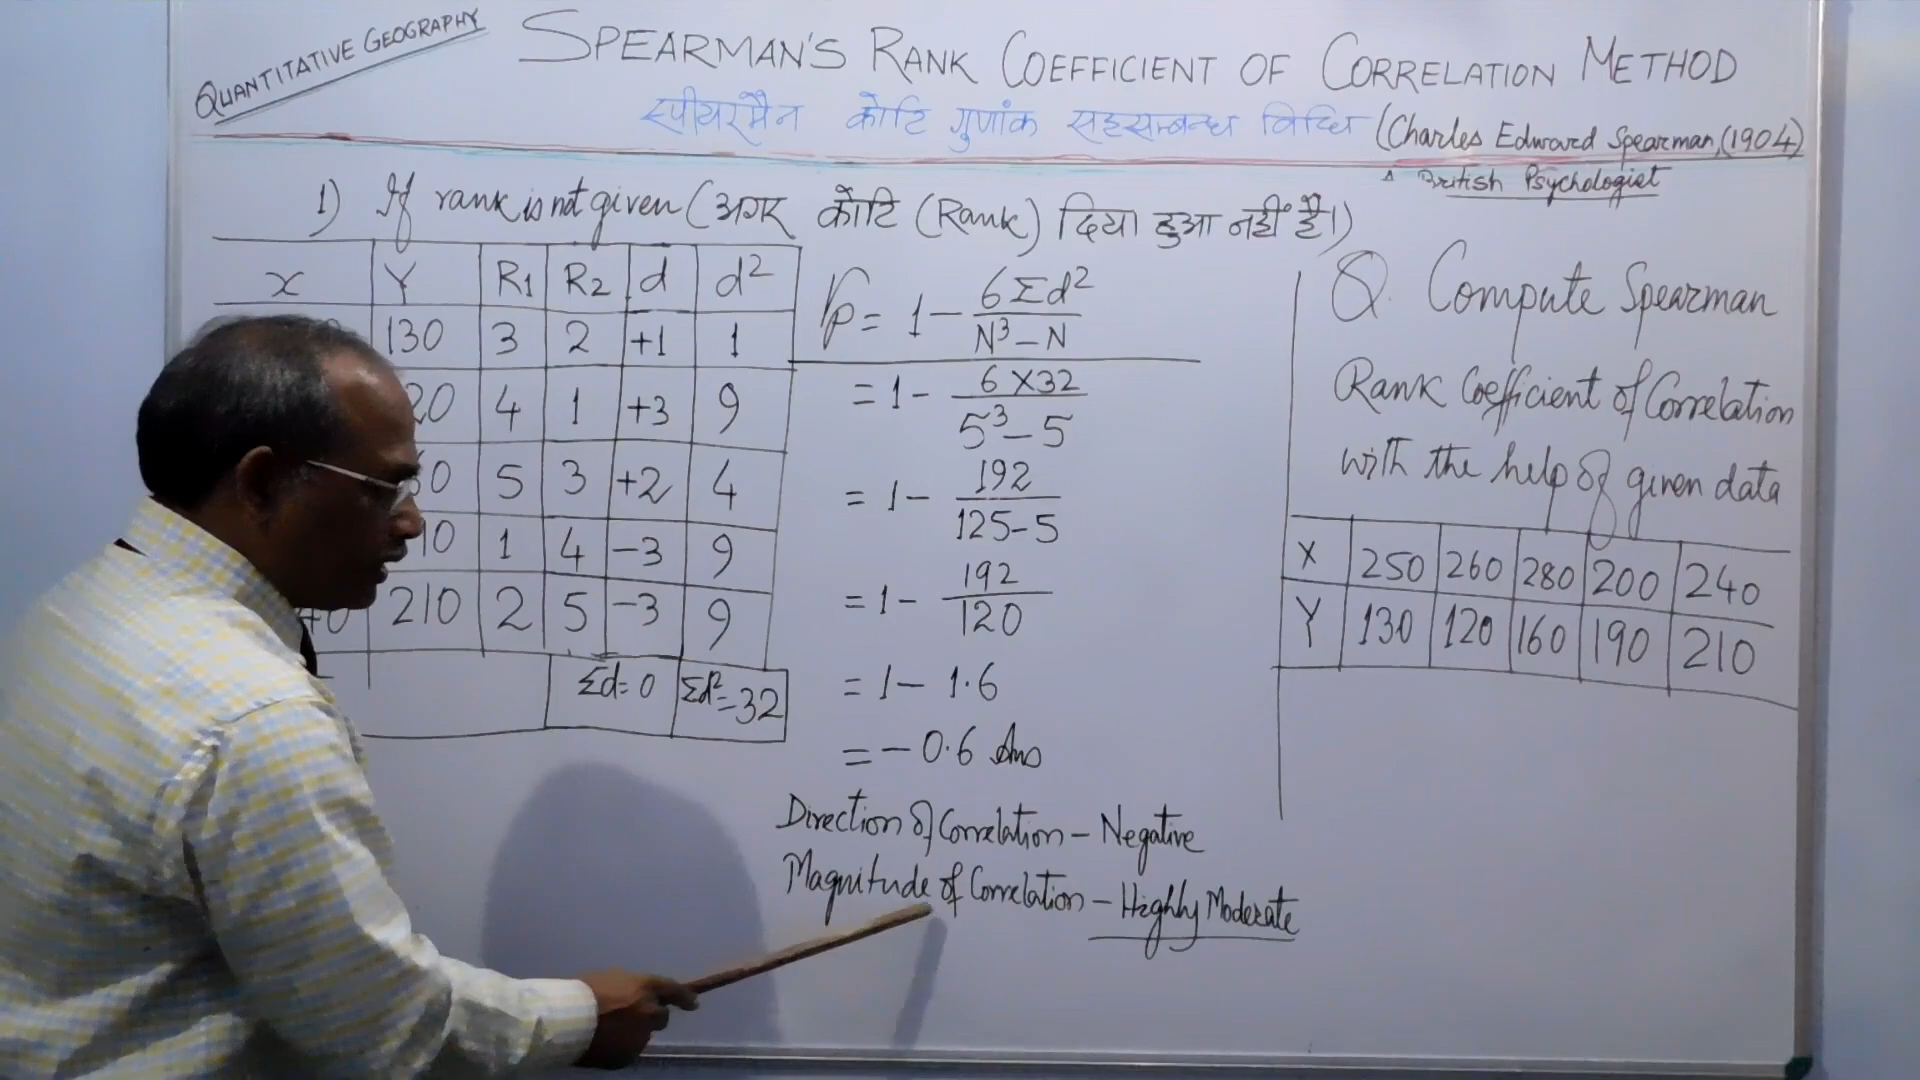 QUANTITATIVE GEOGRAPHY
SPEARMAN'S RANK COEFFICIENT OF CORRELATION METHOD
स्पीयरमैन कोटि गुणांक सहसम्बन्ध विधि (Charles Edward Spearman,(1904)
A British Psychologist
1) If rank is not given (अगर कोटि (Rank) दिया हुआ नहीं है।)
x Y R1 R2 d d²
130 3 2 +1 1
20 4 1 +3 9
60 5 3 +2 4
90 1 4 -3 9
40 210 2 5 -3 9
Σd=0 Σd²=32
= 1 - 6Σd² / N³-N
= 1 - 6×32 / 5³-5
= 1 - 192 / 125-5
= 1 - 192 / 120
= 1 - 1.6
= - 0.6 Ans
Direction of Correlation - Negative
Magnitude of Correlation - Highly Moderate
Q. Compute Spearman
Rank Coefficient of Correlation
with the help of given data
X 250 260 280 200 240
Y 130 120 160 190 210